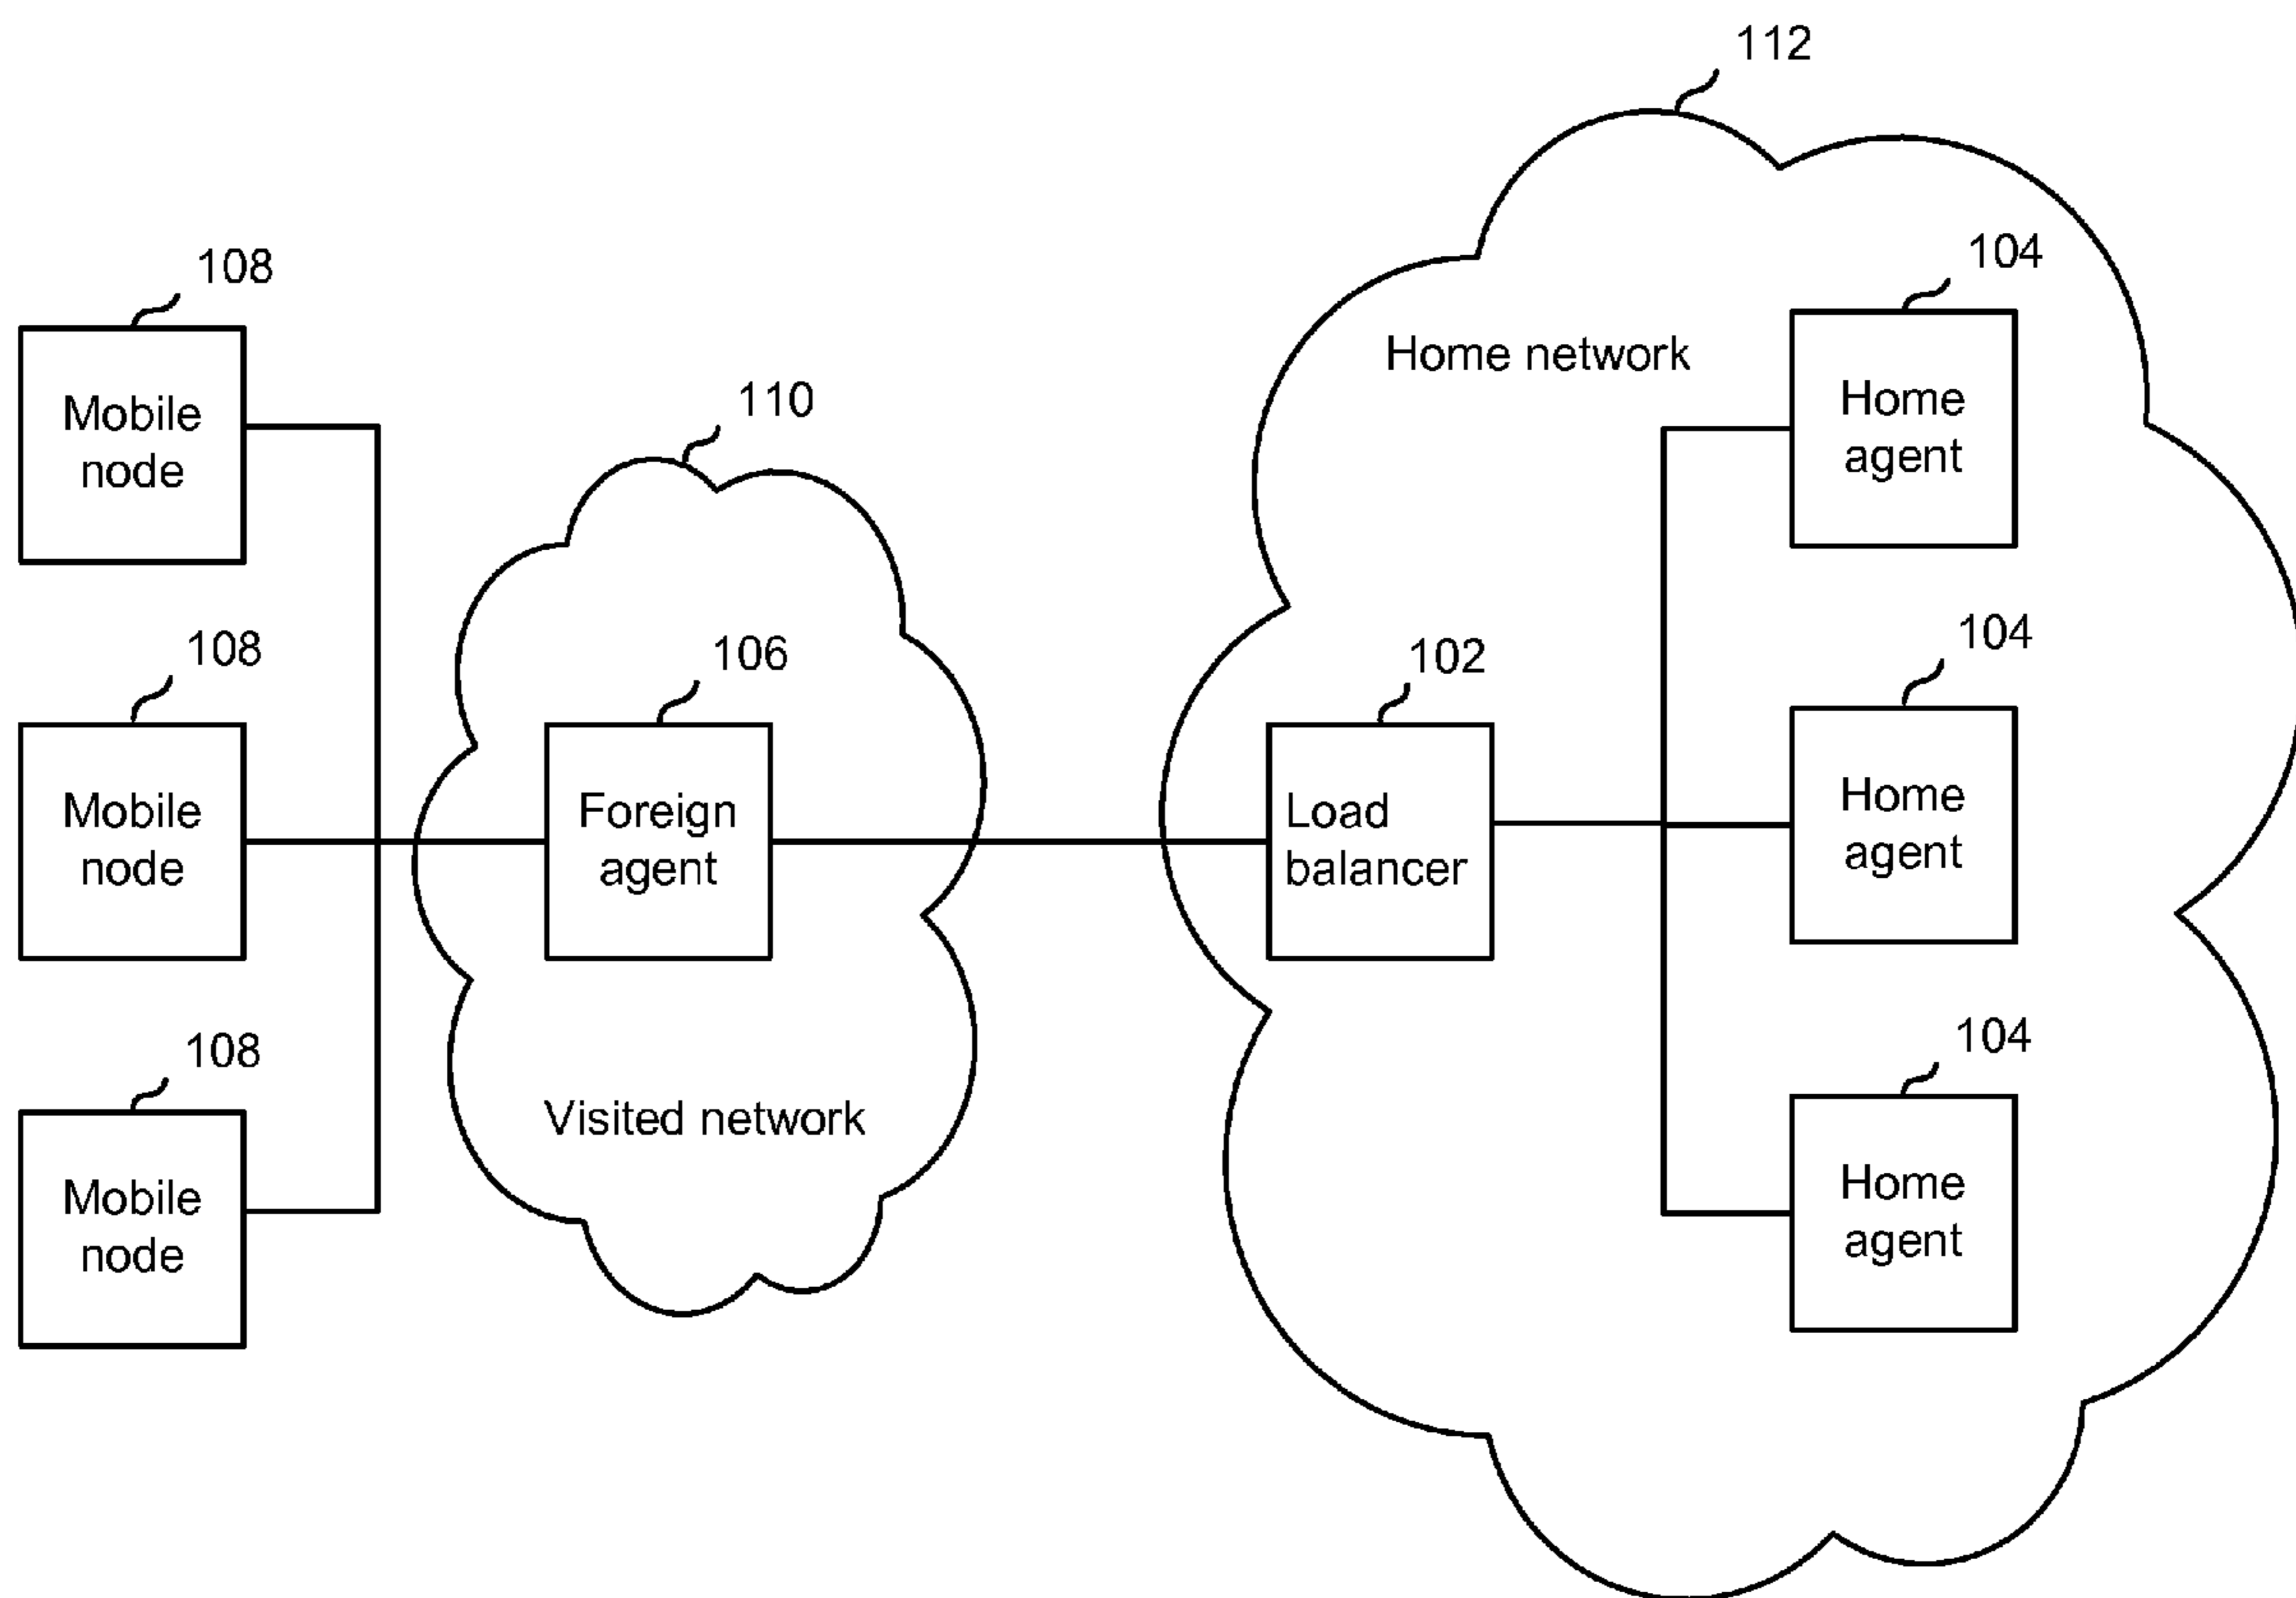 112
108
104
Home network
Home
agent
110
Mobile
node
108
106
102
104
Mobile
node
Foreign
agent
Load
balancer
Home
agent
108
104
Visited network
Mobile
node
Home
agent